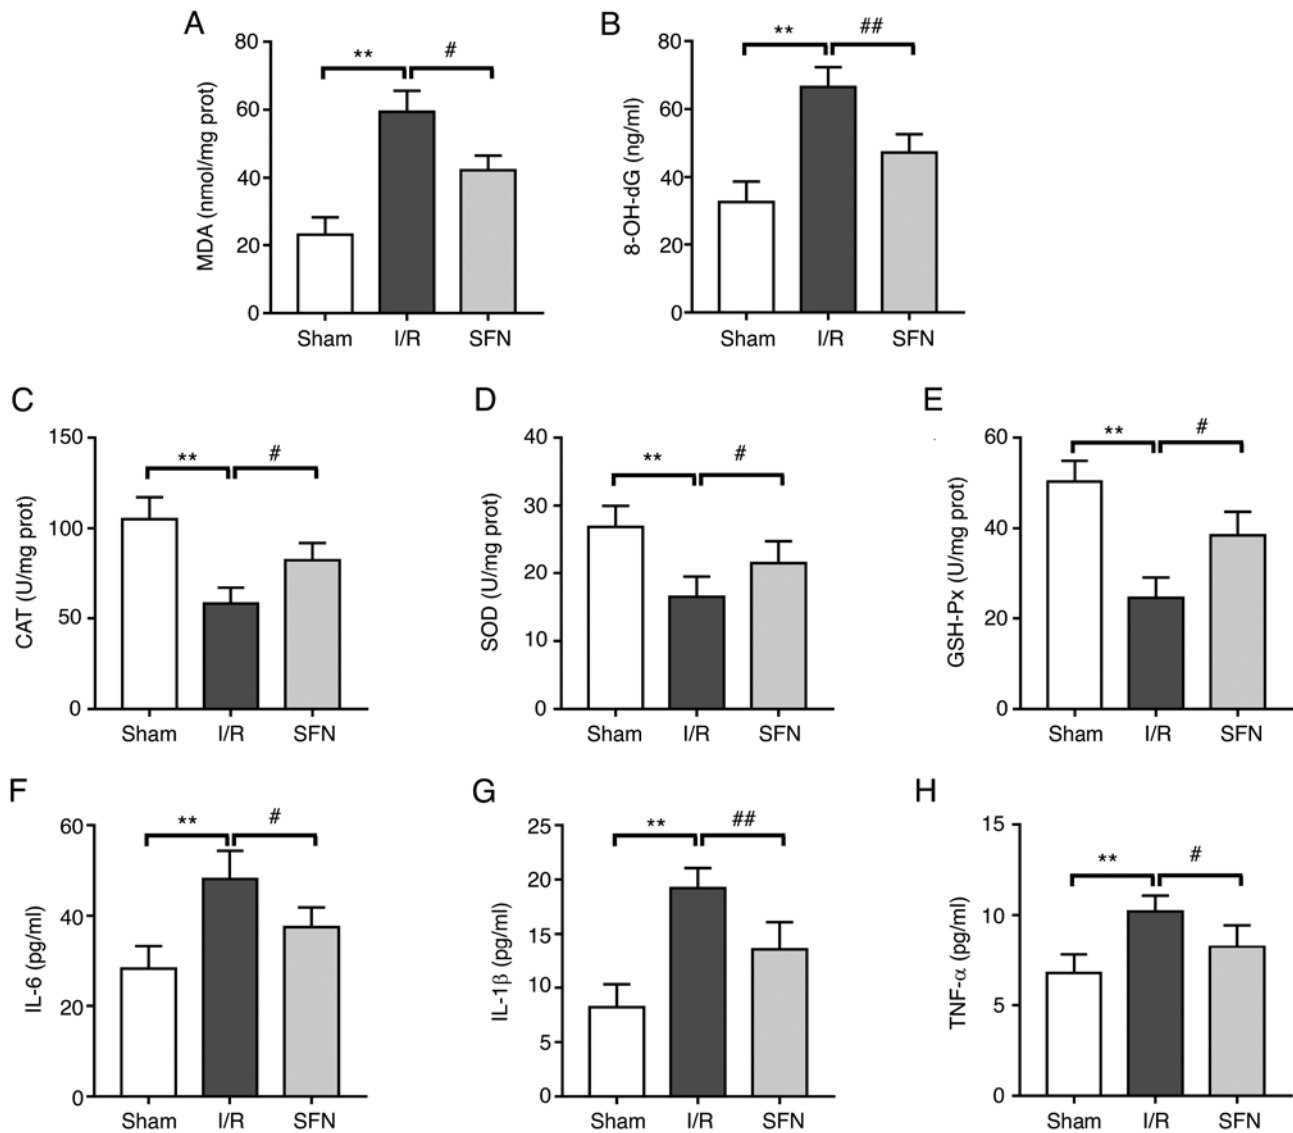 A
MDA (nmol/mg prot)
80
60
40
20
0
**
#
Sham I/R SFN
B
8-OH-dG (ng/ml)
80
60
40
20
0
**
##
Sham I/R SFN
C
CAT (U/mg prot)
150
100
50
0
**
#
Sham I/R SFN
D
SOD (U/mg prot)
40
30
20
10
0
**
#
Sham I/R SFN
E
GSH-Px (U/mg prot)
60
40
20
0
**
#
Sham I/R SFN
F
IL-6 (pg/ml)
60
40
20
0
**
#
Sham I/R SFN
G
IL-1β (pg/ml)
25
20
15
10
5
0
**
##
Sham I/R SFN
H
TNF-α (pg/ml)
15
10
5
0
**
#
Sham I/R SFN